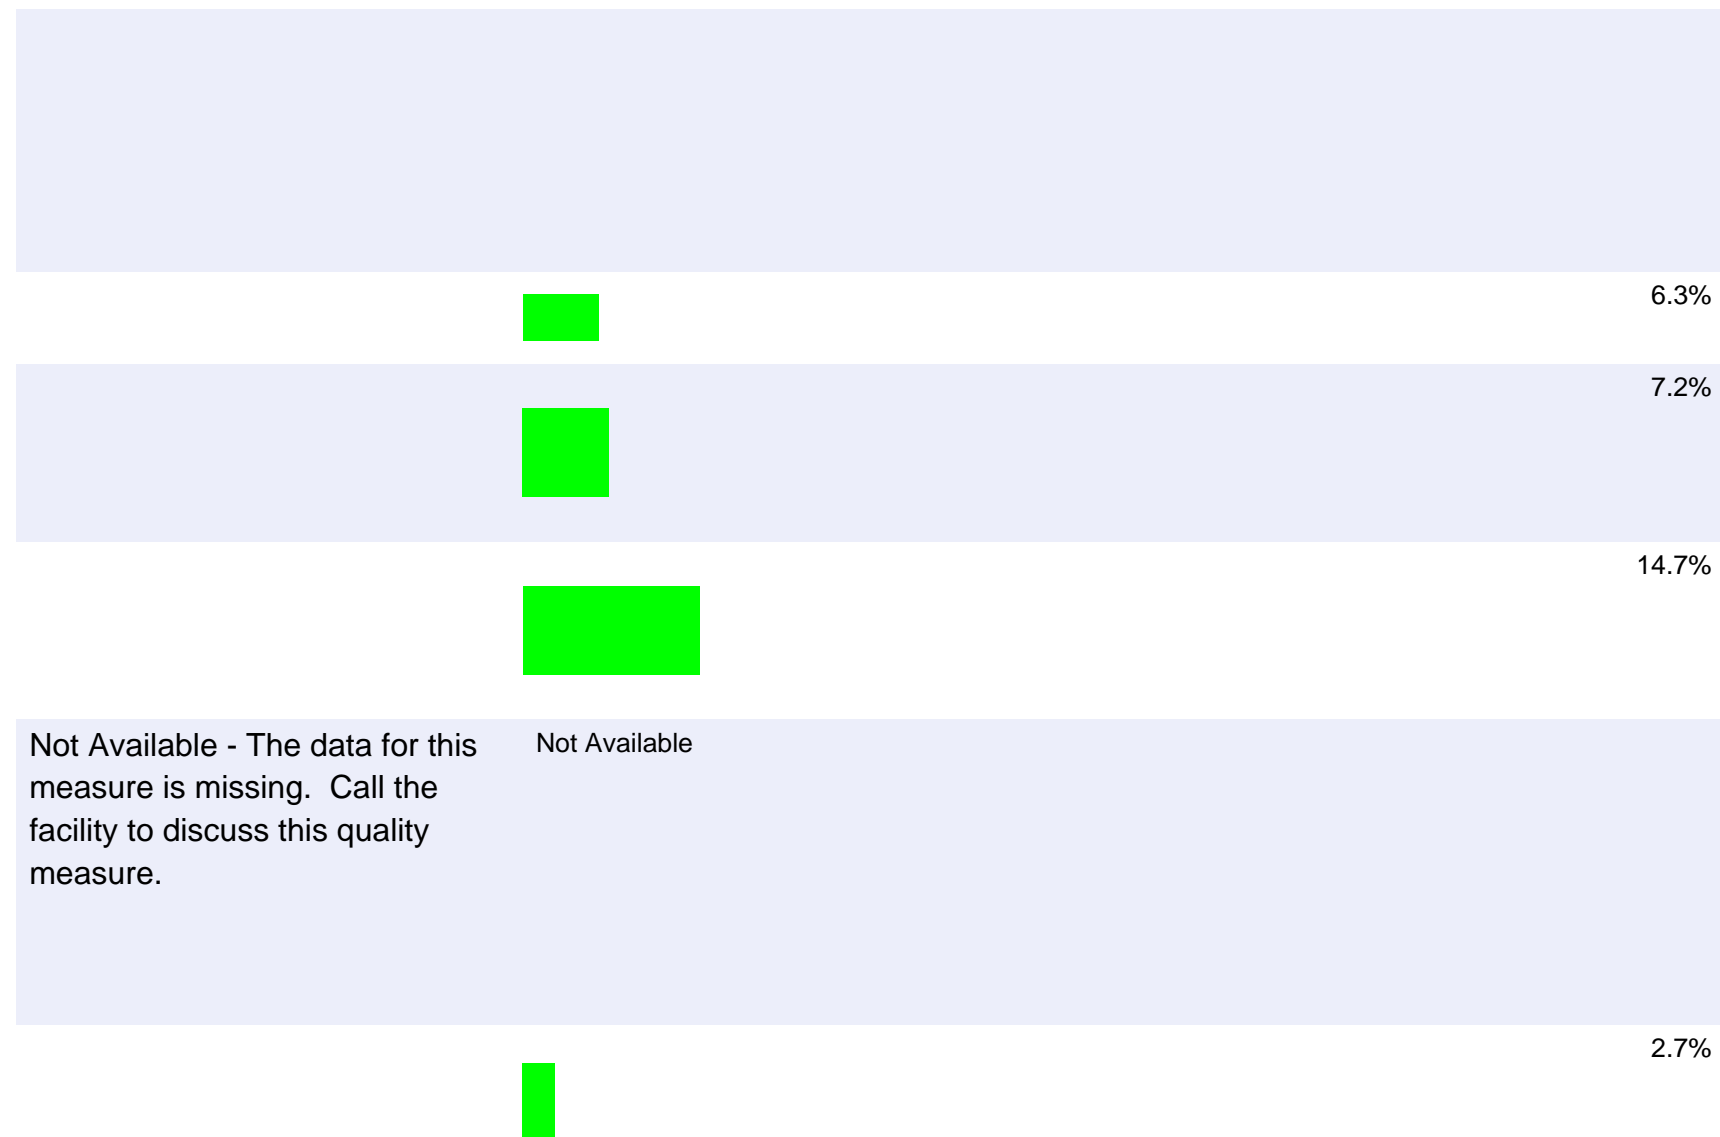 6.3%
7.2%
14.7%
Not Available - The data for this
measure is missing.  Call the
facility to discuss this quality
measure.
Not Available
2.7%